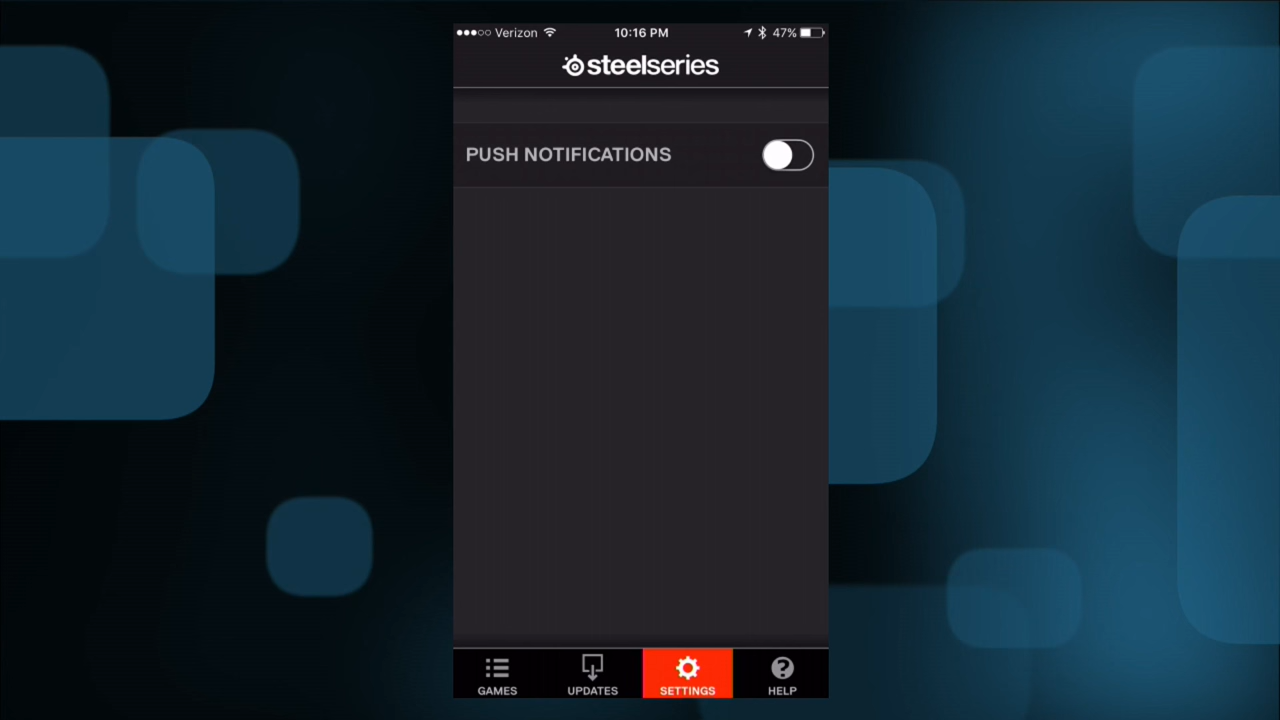 Verizon 10:16 PM 47%
steelseries
PUSH NOTIFICATIONS
GAMES UPDATES SETTINGS HELP